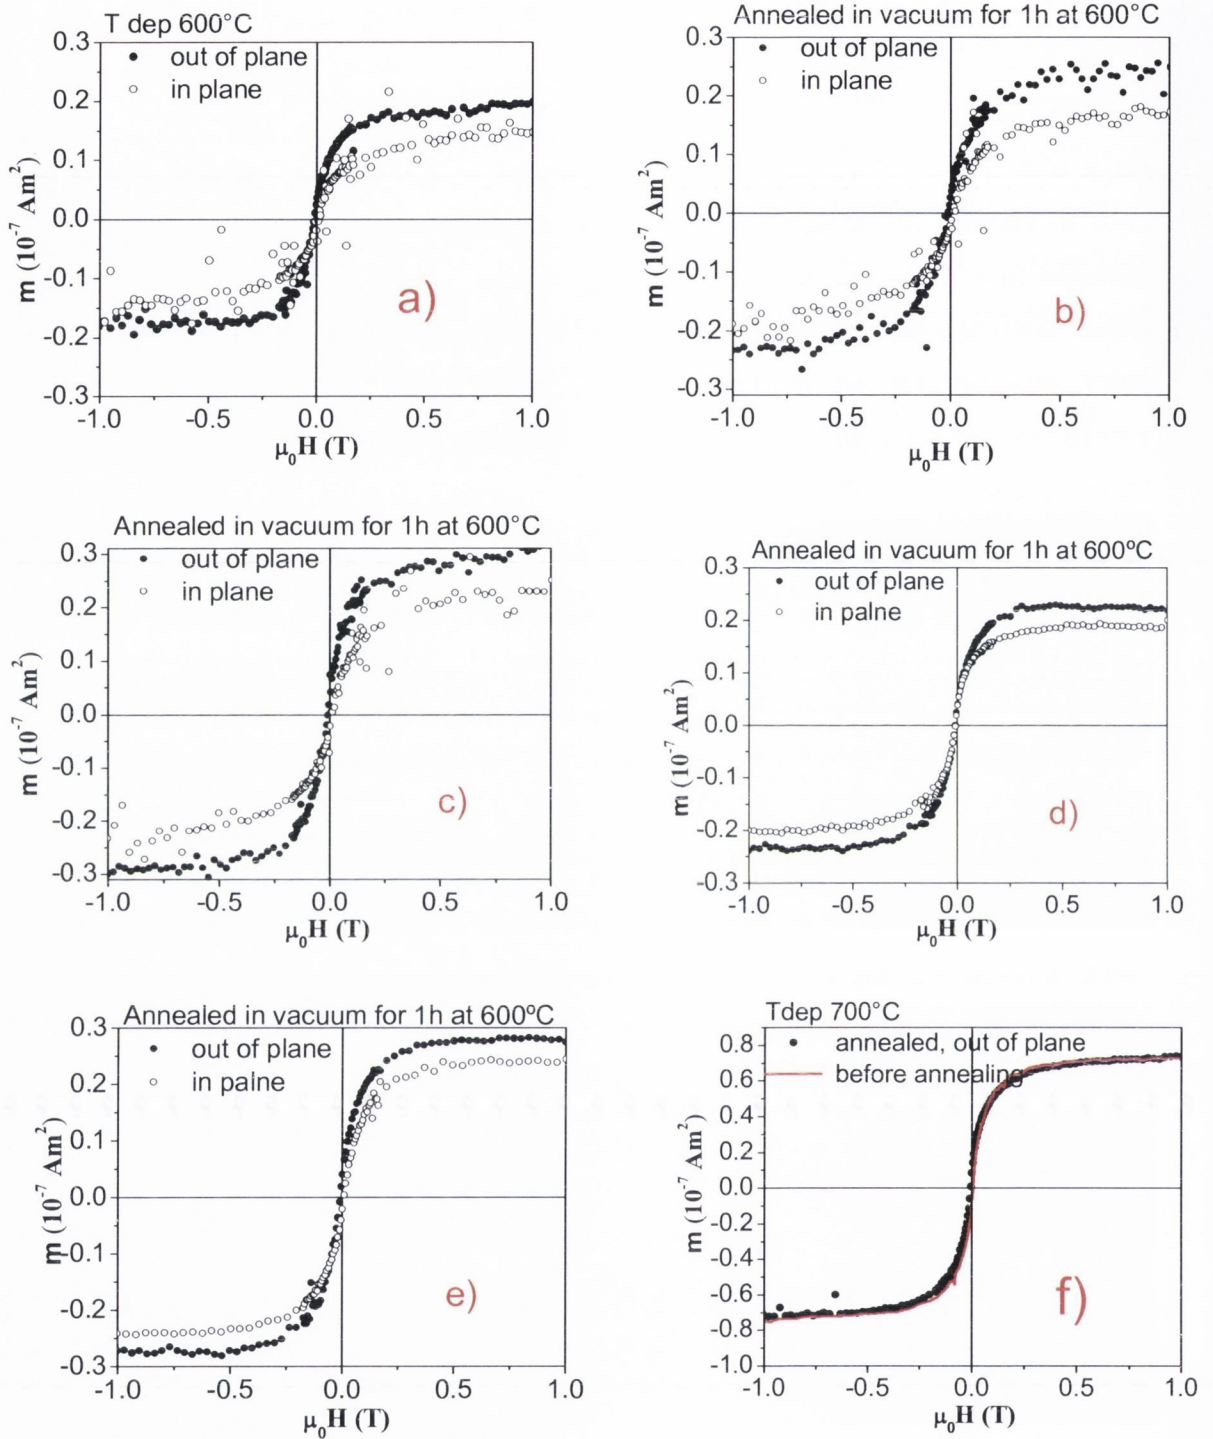 T dep 600°C
out of plane
in plane
0.3
0.2
0.1
0.0
-0.1
-0.2
-0.3
m (10⁻⁷ Am²)
a)
-1.0 -0.5 0.0 0.5 1.0
μ₀H (T)
Annealed in vacuum for 1h at 600°C
out of plane
in plane
0.3
0.2
0.1
0.0
-0.1
-0.2
-0.3
m (10⁻⁷ Am²)
b)
-1.0 -0.5 0.0 0.5 1.0
μ₀H (T)
Annealed in vacuum for 1h at 600°C
out of plane
in plane
0.3
0.2
0.1
0.0
-0.1
-0.2
-0.3
m (10⁻⁷ Am²)
c)
-1.0 -0.5 0.0 0.5 1.0
μ₀H (T)
Annealed in vacuum for 1h at 600ºC
out of plane
in palne
0.3
0.2
0.1
0.0
-0.1
-0.2
-0.3
m (10⁻⁷ Am²)
d)
-1.0 -0.5 0.0 0.5 1.0
μ₀H (T)
Annealed in vacuum for 1h at 600ºC
out of plane
in palne
0.3
0.2
0.1
0.0
-0.1
-0.2
-0.3
m (10⁻⁷ Am²)
e)
-1.0 -0.5 0.0 0.5 1.0
μ₀H (T)
Tdep 700°C
annealed, out of plane
before annealing
0.8
0.6
0.4
0.2
0.0
-0.2
-0.4
-0.6
-0.8
-1.0
m (10⁻⁷ Am²)
f)
-1.0 -0.5 0.0 0.5 1.0
μ₀H (T)